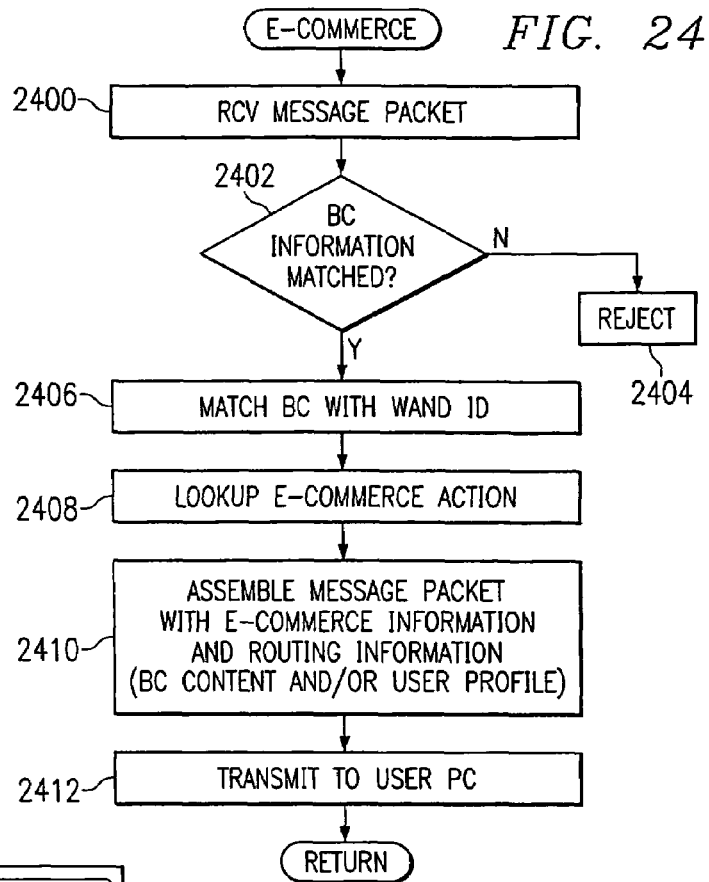 E-COMMERCE
FIG. 24
2400
RCV MESSAGE PACKET
2402
BC
INFORMATION
MATCHED?
N
REJECT
2404
Y
2406
MATCH BC WITH WAND ID
2408
LOOKUP E-COMMERCE ACTION
2410
ASSEMBLE MESSAGE PACKET
WITH E-COMMERCE INFORMATION
AND ROUTING INFORMATION
(BC CONTENT AND/OR USER PROFILE)
2412
TRANSMIT TO USER PC
RETURN